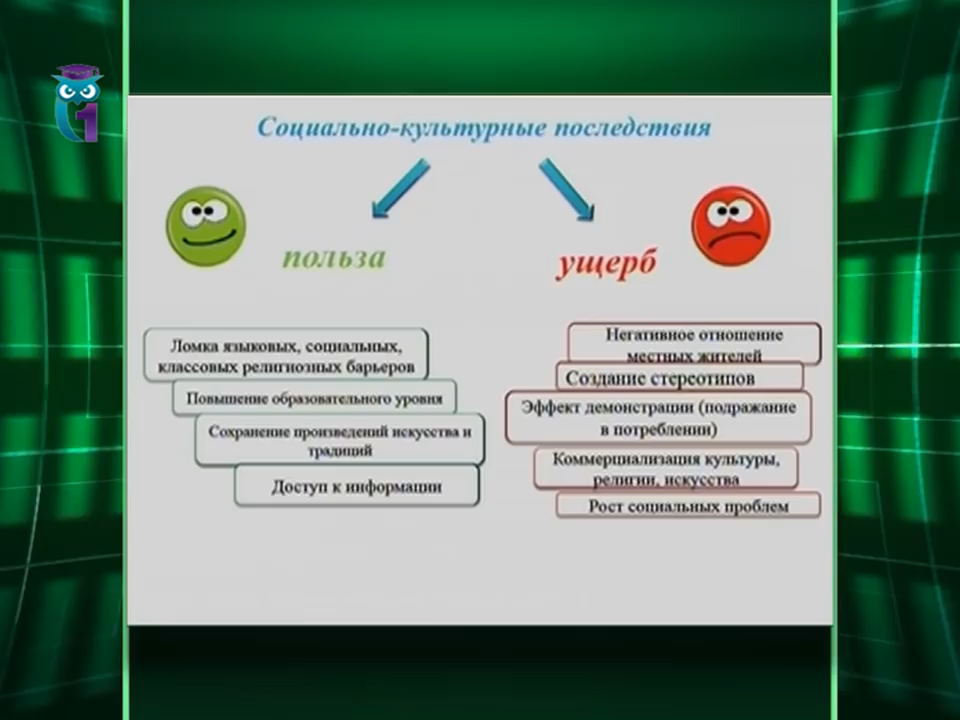 1
Социально-культурные последствия
польза
ущерб
Ломка языковых, социальных,
классовых религиозных барьеров
Повышение образовательного уровня
Сохранение произведений искусства и
традиций
Доступ к информации
Негативное отношение
местных жителей
Создание стереотипов
Эффект демонстрации (подражание
в потреблении)
Коммерциализация культуры,
религии, искусства
Рост социальных проблем